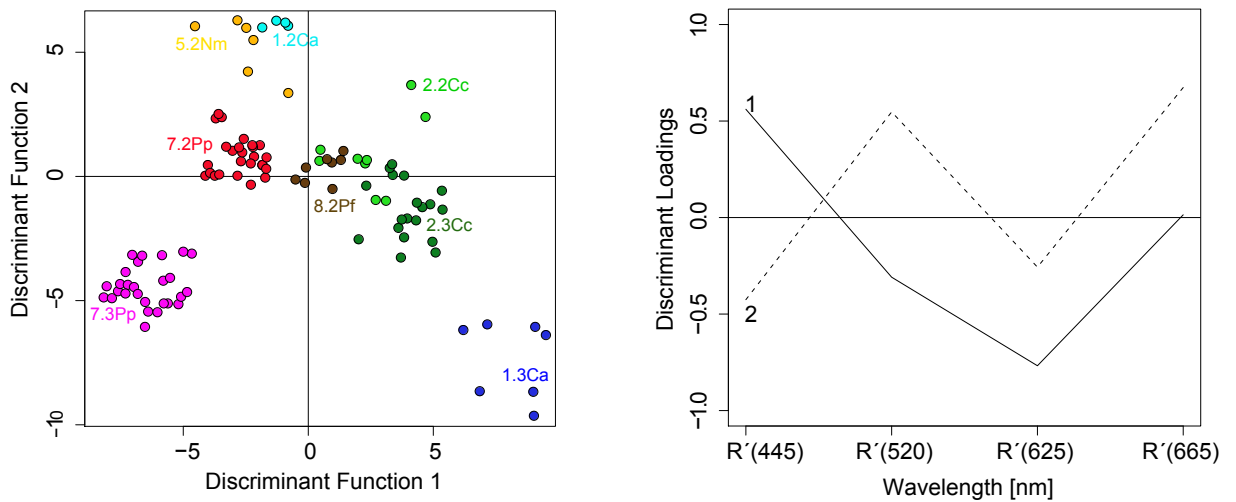 Discriminant Function 2
5
0
−5
−10
5.2Nm
1.2Ca
2.2Cc
7.2Pp
8.2Pf
2.3Cc
7.3Pp
1.3Ca
−5
0
5
Discriminant Function 1
Discriminant Loadings
1.0
0.5
0.0
−0.5
−1.0
1
2
R´(445)
R´(520)
R´(625)
R´(665)
Wavelength [nm]